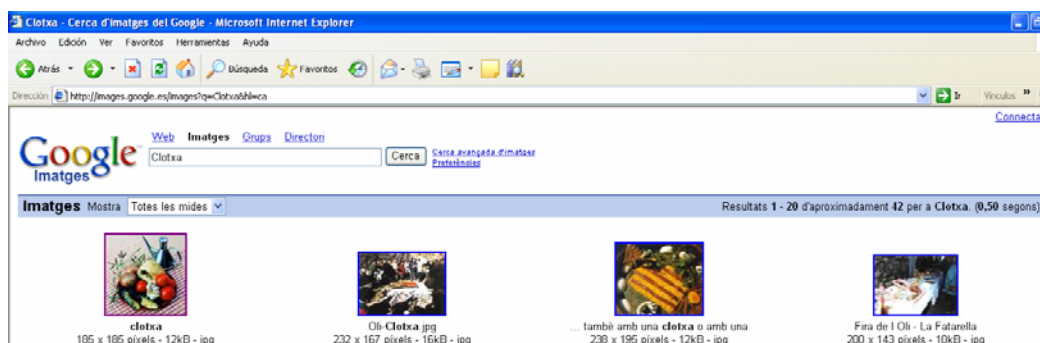 Clotxa - Cerca d'imatges del Google - Microsoft Internet Explorer
Archivo Edición Ver Favoritos Herramientas Ayuda
Atrás Búsqueda Favoritos
Dirección http://images.google.es/images?q=Clotxa&hl=ca Ir Vínculos »
Connecta
Google Imatges
Web Imatges Grups Directori
Clotxa Cerca Cerca avançada d'imatges
Preferències
Imatges Mostra Totes les mides Resultats 1 - 20 d'aproximadament 42 per a Clotxa. (0,50 segons)
clotxa Oli-Clotxa.jpg ... també amb una clotxa o amb una Fira de l Oli - La Fatarella
185 x 185 píxels - 12kB - jpg 232 x 167 píxels - 16kB - jpg 238 x 195 píxels - 12kB - jpg 200 x 143 píxels - 10kB - jpg